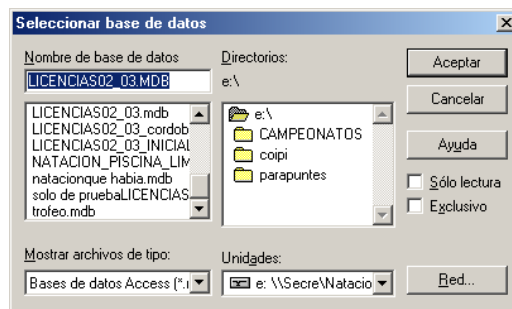 Seleccionar base de datos
Nombre de base de datos
LICENCIAS02_03.MDB
LICENCIAS02_03.mdb
LICENCIAS02_03_cordob
LICENCIAS02_03_INICIAL
NATACION_PISCINA_LIM
natacionque habia.mdb
solo de pruebaLICENCIAS
trofeo.mdb
Mostrar archivos de tipo:
Bases de datos Access (*.m
Directorios:
e:\
e:\
CAMPEONATOS
coipi
parapuntes
Unidades:
e: \\Secre\Natacio
Aceptar
Cancelar
Ayuda
Sólo lectura
Exclusivo
Red...